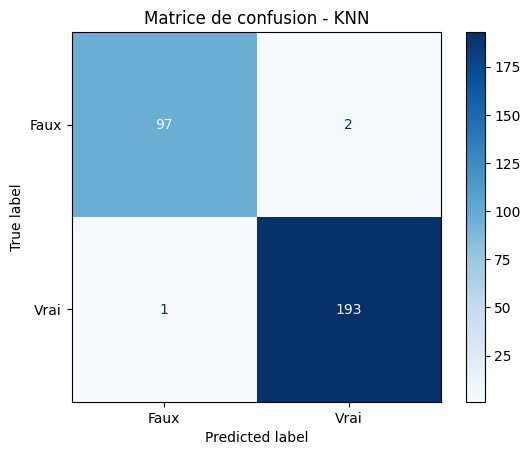 Matrice de confusion - KNN
Faux
97
2
Vrai
1
193
Faux
Vrai
True label
Predicted label
175
150
125
100
75
50
25